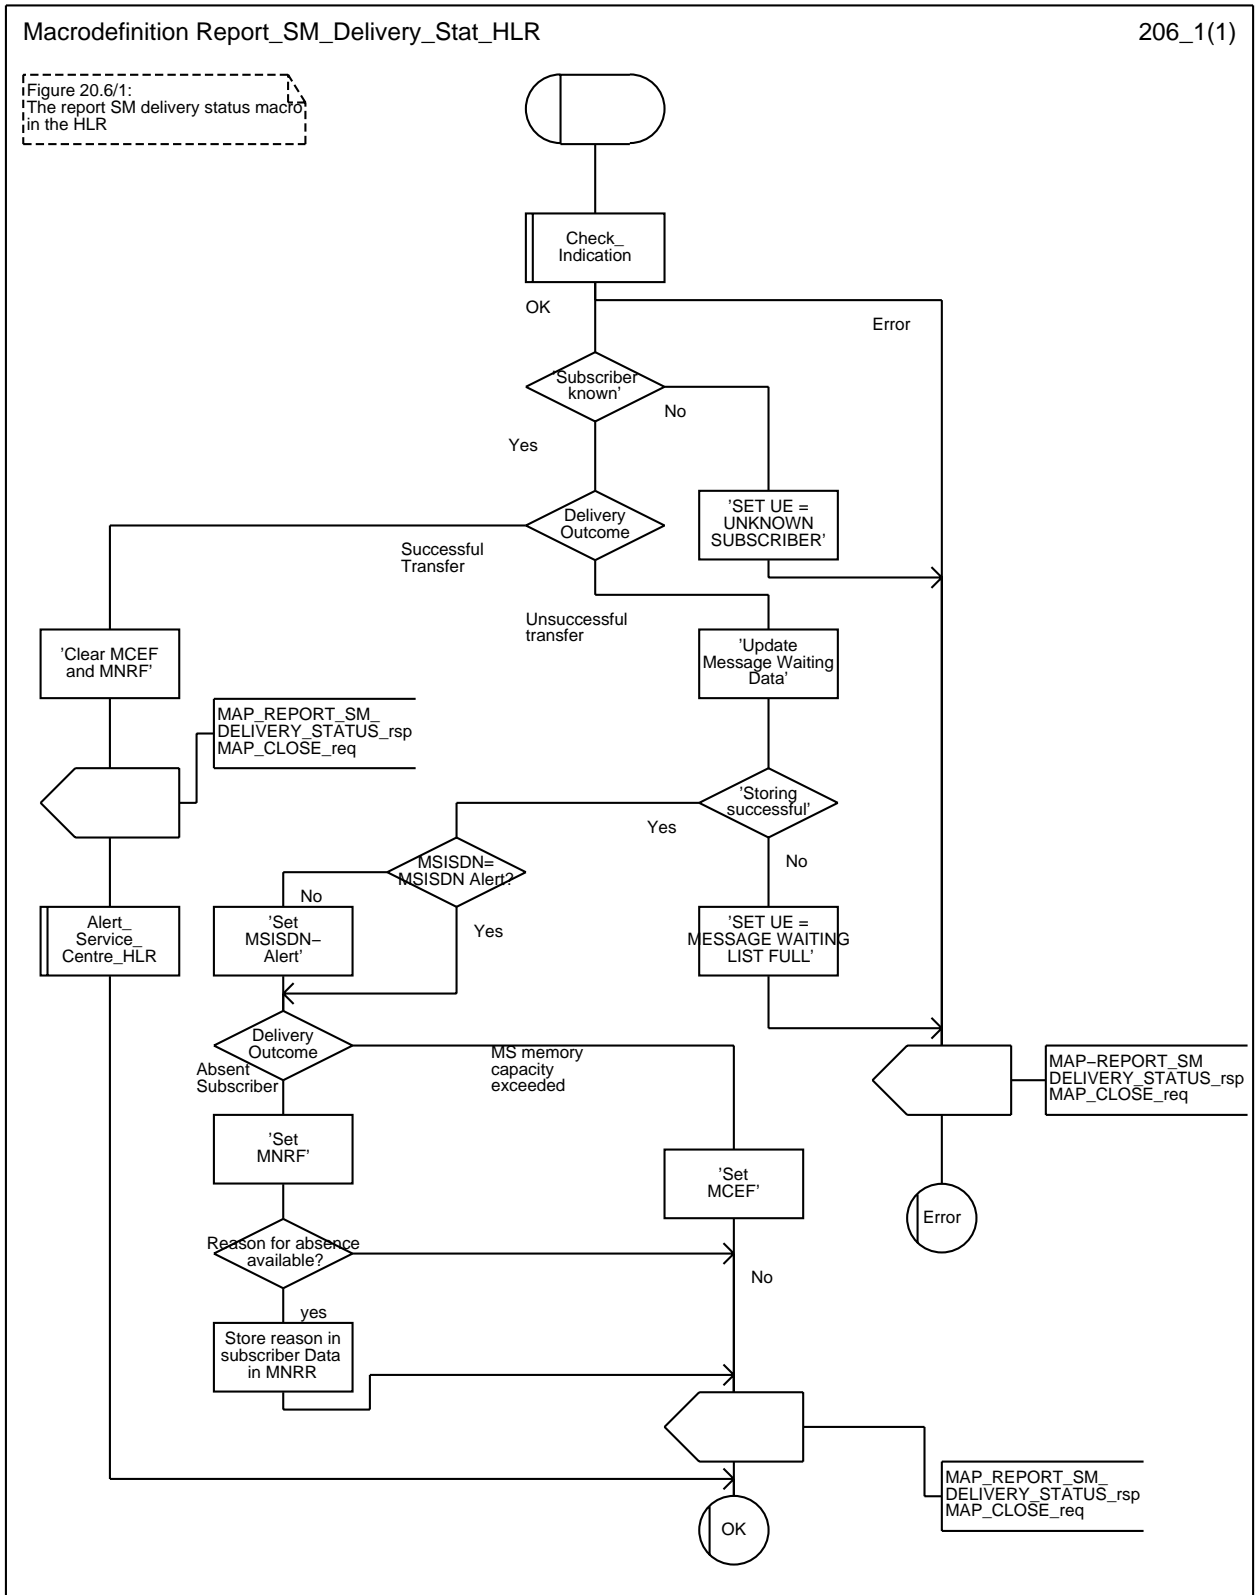 Macrodefinition Report_SM_Delivery_Stat_HLR
206_1(1)
Figure 20.6/1:
The report SM delivery status macro
in the HLR
Check_
Indication
OK
Error
'Subscriber
known'
No
Yes
Delivery
Outcome
'SET UE =
UNKNOWN
SUBSCRIBER'
Successful
Transfer
Unsuccessful
transfer
'Clear MCEF
and MNRF'
'Update
Message Waiting
Data'
MAP_REPORT_SM_
DELIVERY_STATUS_rsp
MAP_CLOSE_req
'Storing
successful'
Yes
No
MSISDN=
MSISDN Alert?
No
Yes
Alert_
Service_
Centre_HLR
'Set
MSISDN–
Alert'
'SET UE =
MESSAGE WAITING
LIST FULL'
Delivery
Outcome
Absent
Subscriber
MS memory
capacity
exceeded
MAP–REPORT_SM
DELIVERY_STATUS_rsp
MAP_CLOSE_req
'Set
MNRF'
'Set
MCEF'
Error
Reason for absence
available?
No
yes
Store reason in
subscriber Data
in MNRR
MAP_REPORT_SM_
DELIVERY_STATUS_rsp
MAP_CLOSE_req
OK